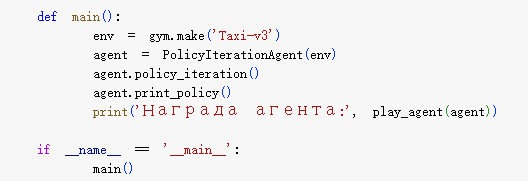 def main():
env = gym.make('Taxi-v3')
agent = PolicyIterationAgent(env)
agent.policy_iteration()
agent.print_policy()
print('Награда агента:', play_agent(agent))
if __name__ == '__main__':
main()